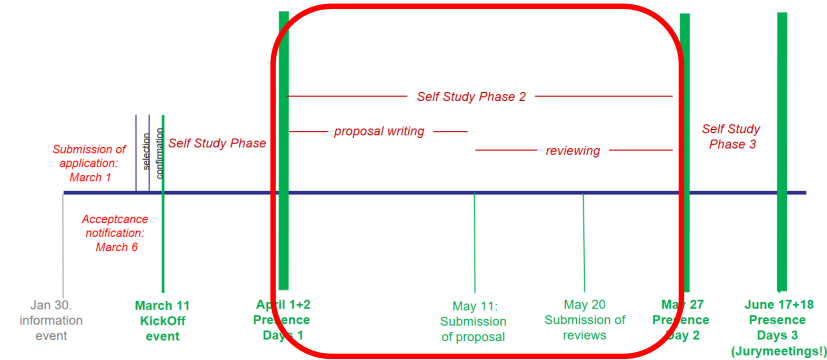 Self Study Phase 2
proposal writing
reviewing
Self Study
Phase 3
Self Study Phase
selection
confirmation
Submission of
application:
March 1
Acceptcance
notification:
March 6
Jan 30.
information
event
March 11
KickOff
event
April 1+2
Presence
Days 1
May 11:
Submission
of proposal
May 20
Submission of
reviews
May 27
Presence
Day 2
June 17+18
Presence
Days 3
(Jurymeetings!)